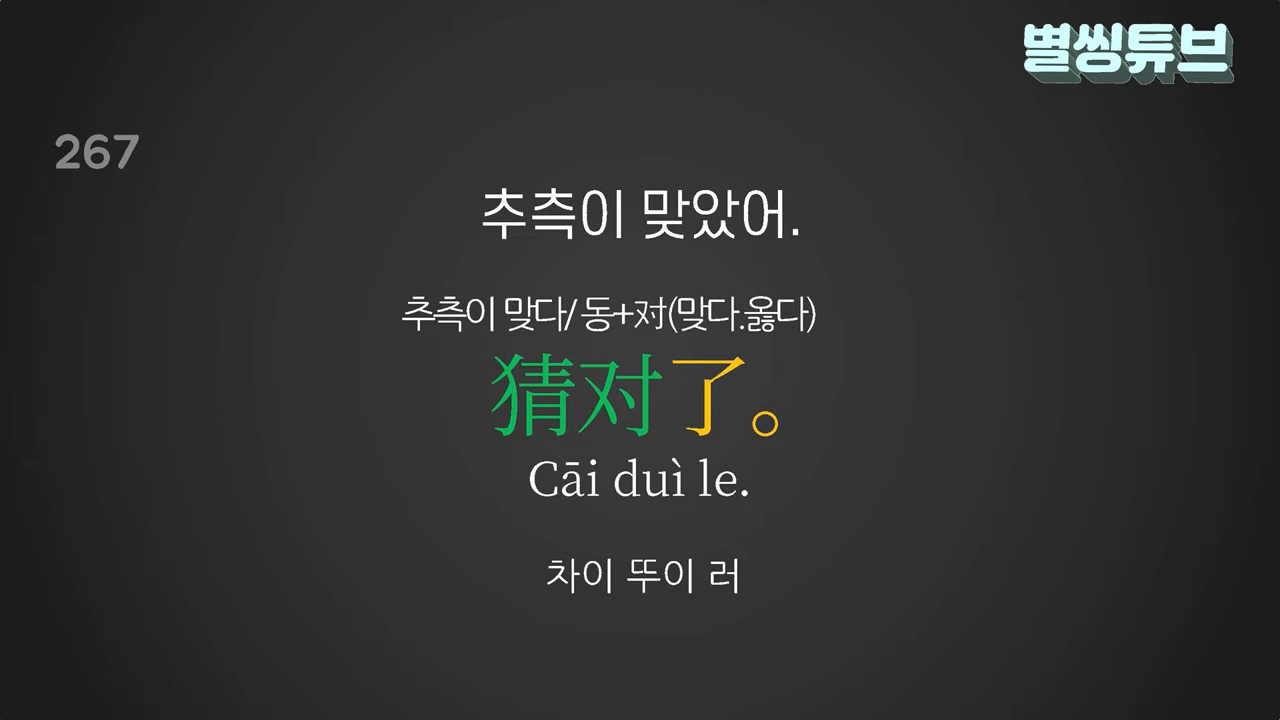 별씽튜브
267
추측이 맞았어.
추측이 맞다/ 동+对(맞다.옳다)
猜对了。
Cāi duì le.
차이 뚜이 러